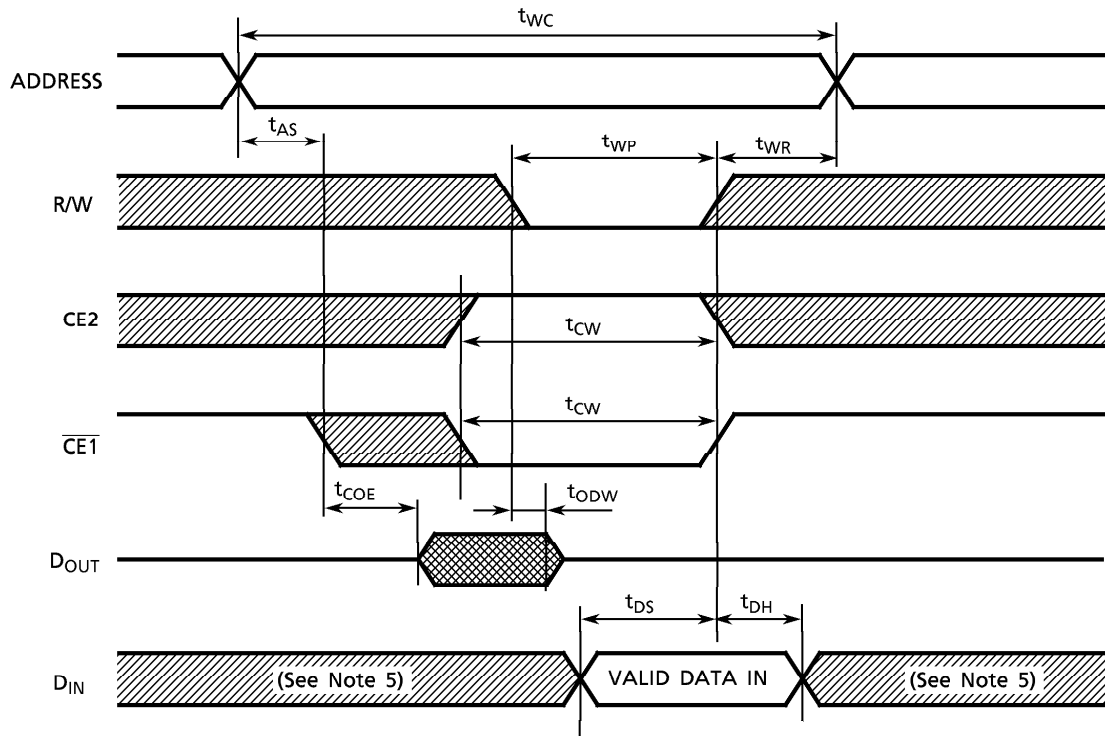 tWC
ADDRESS
tAS
tWP
tWR
R/W
CE2
tCW
tCW
CE1
tCOE
tODW
DOUT
tDS
tDH
DIN
(See Note 5)
VALID DATA IN
(See Note 5)